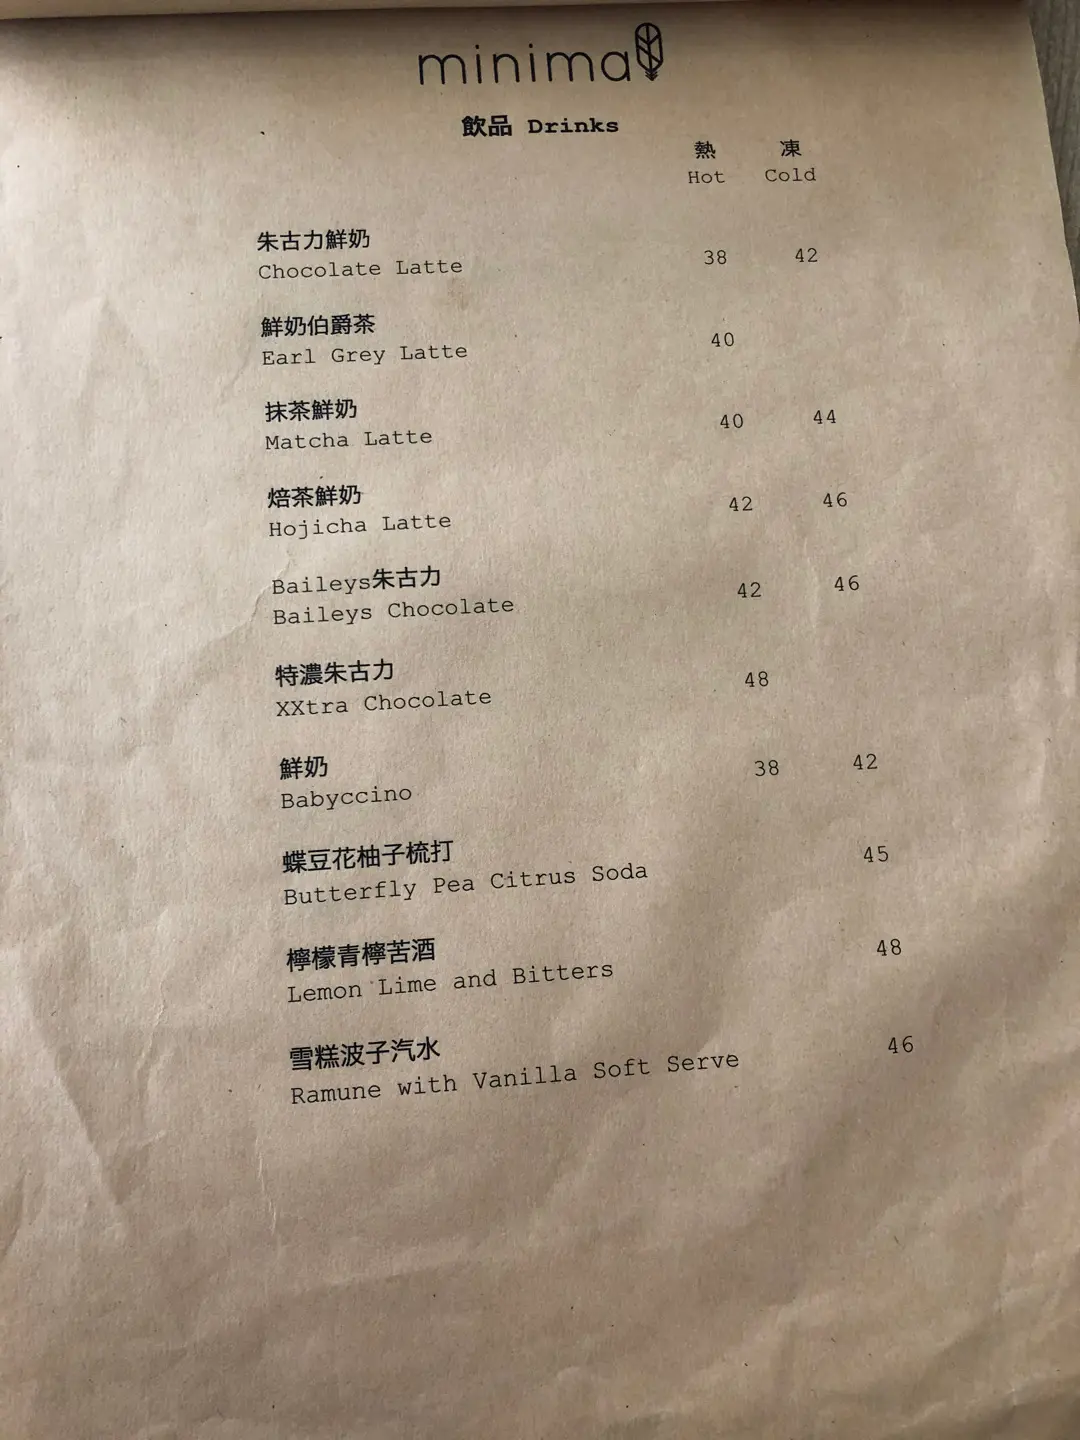 minimal
飲品 Drinks
熱 凍
Hot Cold
朱古力鮮奶
Chocolate Latte 38 42
鮮奶伯爵茶
Earl Grey Latte 40
抹茶鮮奶
Matcha Latte 40 44
焙茶鮮奶
Hojicha Latte 42 46
Baileys朱古力
Baileys Chocolate 42 46
特濃朱古力
XXtra Chocolate 48
鮮奶
Babyccino 38 42
蝶豆花柚子梳打
Butterfly Pea Citrus Soda 45
檸檬青檸苦酒
Lemon Lime and Bitters 48
雪糕波子汽水
Ramune with Vanilla Soft Serve 46